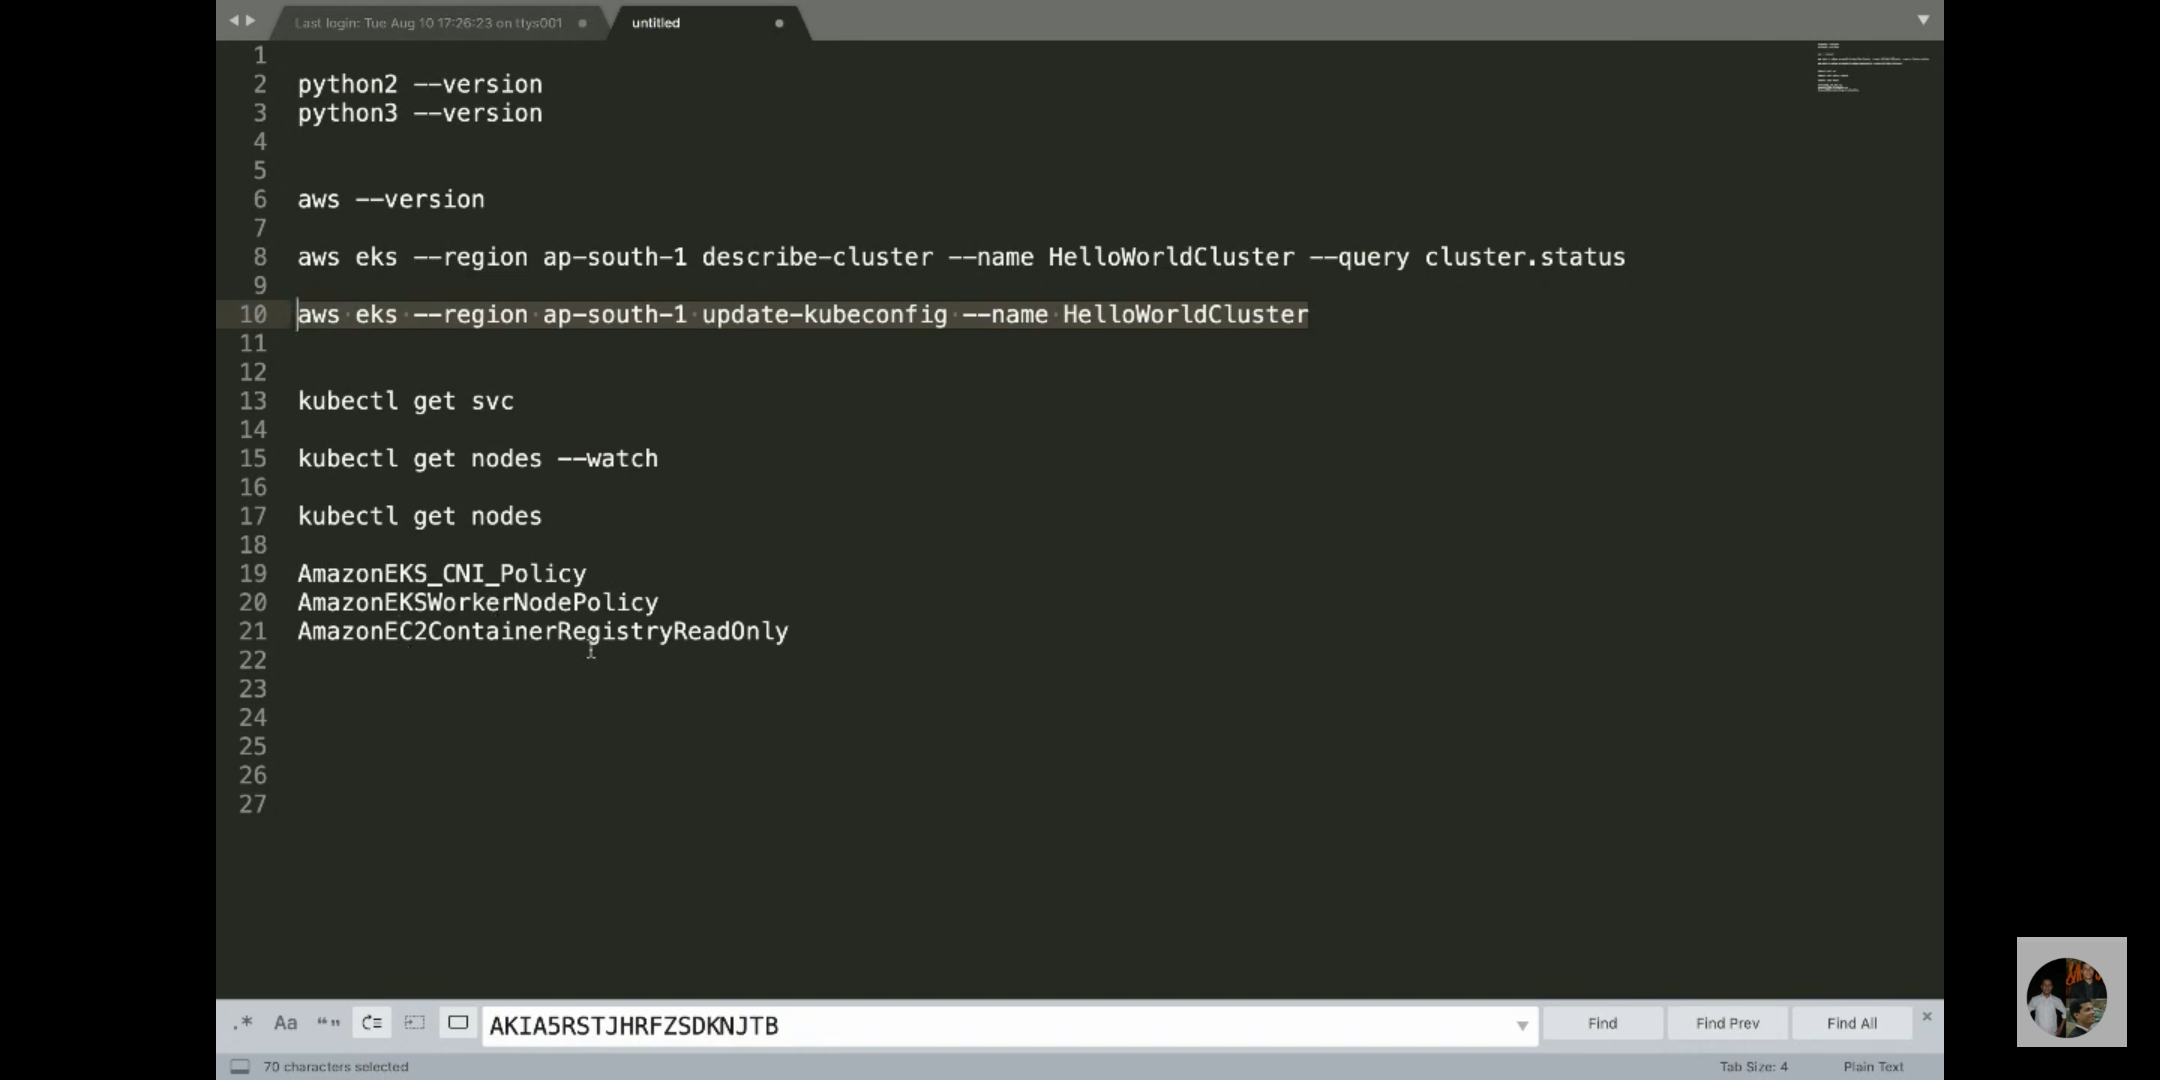 Last login: Tue Aug 10 17:26:23 on ttys001
untitled
1
2 python2 --version
3 python3 --version
4
5
6 aws --version
7
8 aws eks --region ap-south-1 describe-cluster --name HelloWorldCluster --query cluster.status
9
10 aws eks --region ap-south-1 update-kubeconfig --name HelloWorldCluster
11
12
13 kubectl get svc
14
15 kubectl get nodes --watch
16
17 kubectl get nodes
18
19 AmazonEKS_CNI_Policy
20 AmazonEKSWorkerNodePolicy
21 AmazonEC2ContainerRegistryReadOnly
22
23
24
25
26
27
.* Aa “” AKIA5RSTJHRFZSDKNJTB Find Find Prev Find All
70 characters selected Tab Size: 4 Plain Text